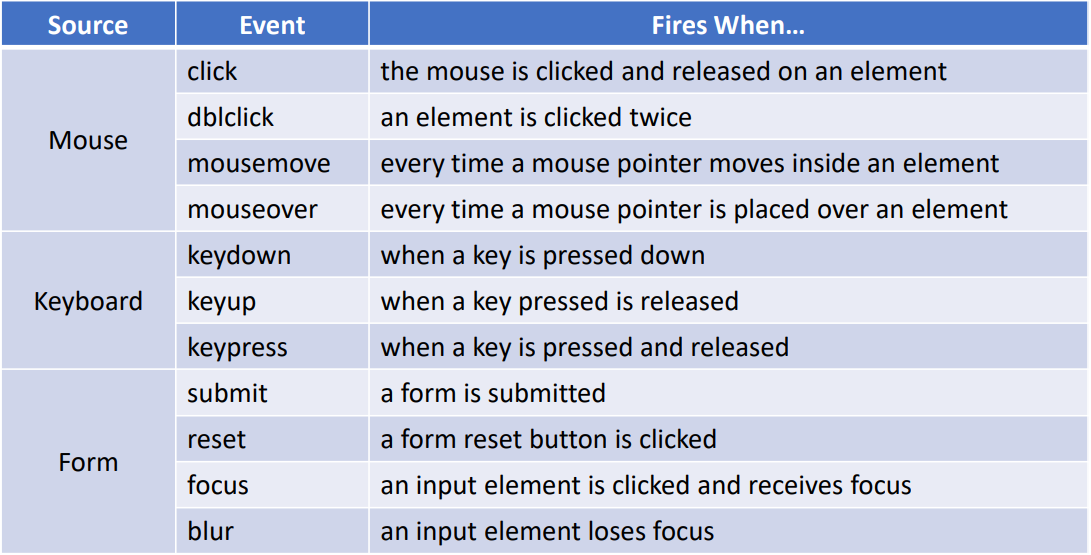 Source Event Fires When...
Mouse
click the mouse is clicked and released on an element
dblclick an element is clicked twice
mousemove every time a mouse pointer moves inside an element
mouseover every time a mouse pointer is placed over an element
Keyboard
keydown when a key is pressed down
keyup when a key pressed is released
keypress when a key is pressed and released
Form
submit a form is submitted
reset a form reset button is clicked
focus an input element is clicked and receives focus
blur an input element loses focus